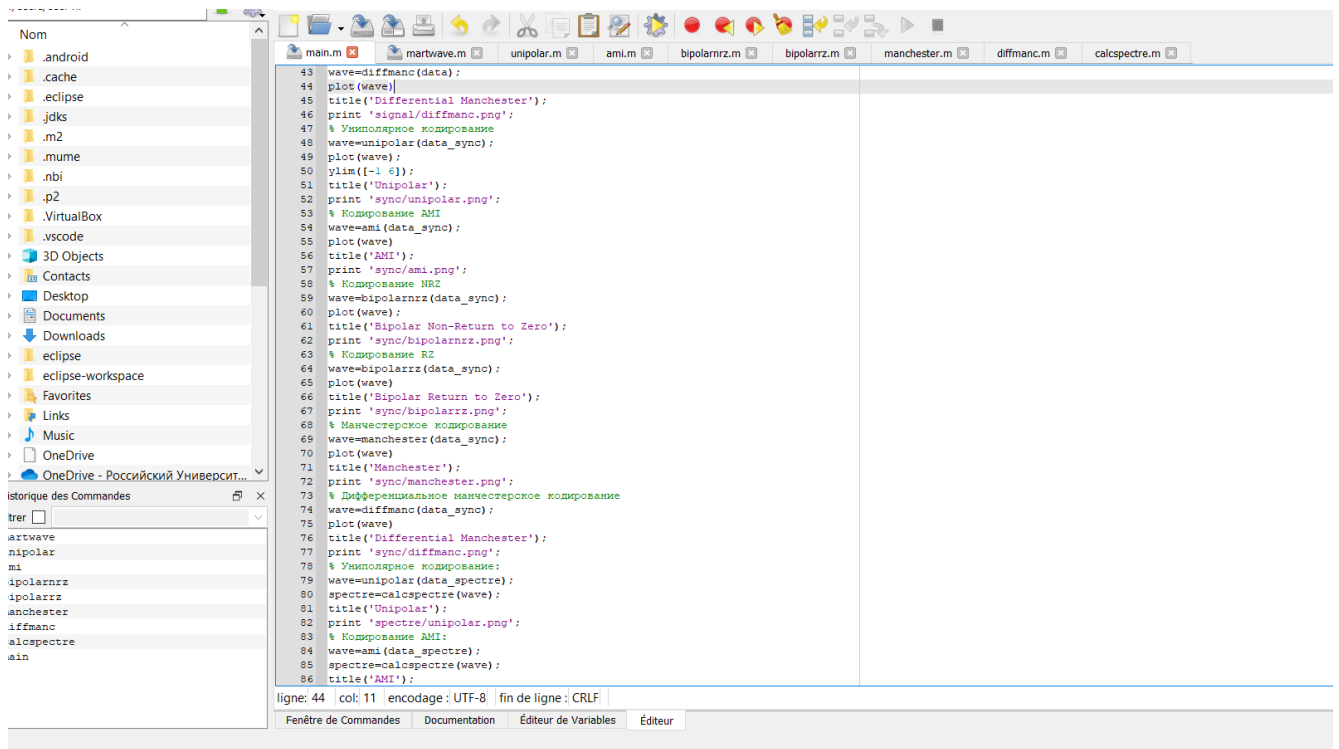 Nom
.android
.cache
.eclipse
.jdks
.m2
.mume
.nbi
.p2
.VirtualBox
.vscode
3D Objects
Contacts
Desktop
Documents
Downloads
eclipse
eclipse-workspace
Favorites
Links
Music
OneDrive
OneDrive - Российский Университ...
istorique des Commandes
trer
artwave
nipolar
mi
ipolarnrz
ipolarrz
anchester
iffmanc
alcspectre
ain
main.m martwave.m unipolar.m ami.m bipolarnrz.m bipolarrz.m manchester.m diffmanc.m calcspectre.m
43 wave=diffmanc(data);
44 plot(wave)
45 title('Differential Manchester');
46 print 'signal/diffmanc.png';
47 % Униполярное кодирование
48 wave=unipolar(data_sync);
49 plot(wave);
50 ylim([-1 6]);
51 title('Unipolar');
52 print 'sync/unipolar.png';
53 % Кодирование AMI
54 wave=ami(data_sync);
55 plot(wave)
56 title('AMI');
57 print 'sync/ami.png';
58 % Кодирование NRZ
59 wave=bipolarnrz(data_sync);
60 plot(wave);
61 title('Bipolar Non-Return to Zero');
62 print 'sync/bipolarnrz.png';
63 % Кодирование RZ
64 wave=bipolarrz(data_sync);
65 plot(wave)
66 title('Bipolar Return to Zero');
67 print 'sync/bipolarrz.png';
68 % Манчестерское кодирование
69 wave=manchester(data_sync);
70 plot(wave)
71 title('Manchester');
72 print 'sync/manchester.png';
73 % Дифференциальное манчестерское кодирование
74 wave=diffmanc(data_sync);
75 plot(wave)
76 title('Differential Manchester');
77 print 'sync/diffmanc.png';
78 % Униполярное кодирование:
79 wave=unipolar(data_spectre);
80 spectre=calcspectre(wave);
81 title('Unipolar');
82 print 'spectre/unipolar.png';
83 % Кодирование AMI:
84 wave=ami(data_spectre);
85 spectre=calcspectre(wave);
86 title('AMI');
ligne: 44 col: 11 encodage : UTF-8 fin de ligne : CRLF
Fenêtre de Commandes Documentation Éditeur de Variables Éditeur